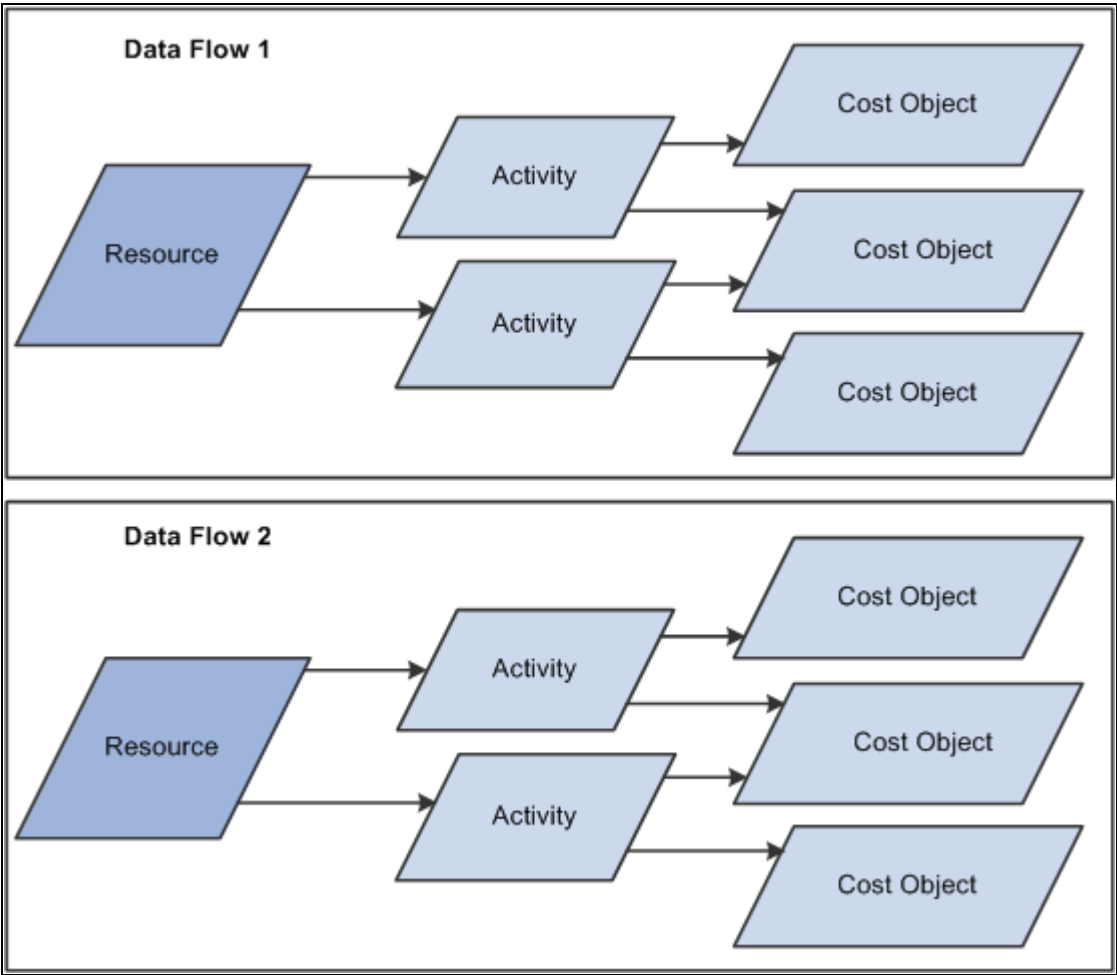 Data Flow 1
Cost Object
Activity
Cost Object
Resource
Activity
Cost Object
Data Flow 2
Cost Object
Activity
Cost Object
Resource
Activity
Cost Object